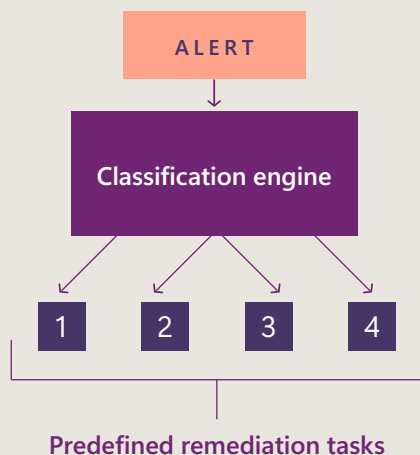 ALERT
Classification engine
1 2 3 4
Predefined remediation tasks